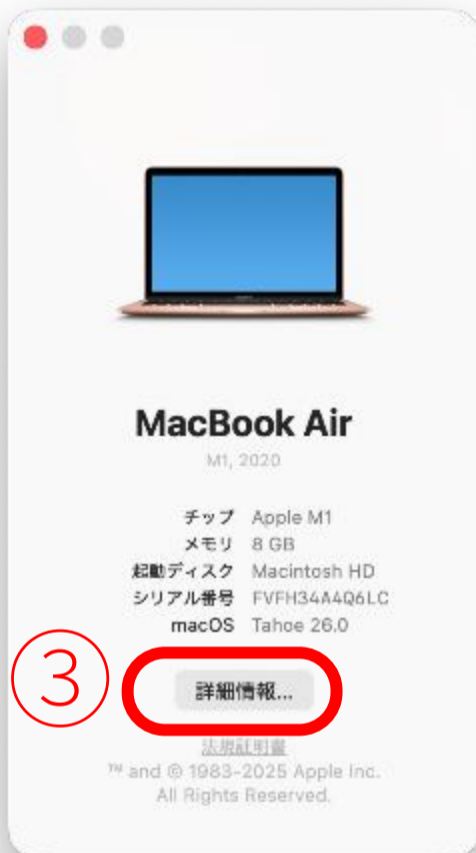 MacBook Air
M1, 2020
チップ Apple M1
メモリ 8 GB
起動ディスク Macintosh HD
シリアル番号 FVFH34A4Q6LC
macOS Tahoe 26.0
③ 詳細情報...
法規証明書
™ and © 1983-2025 Apple Inc.
All Rights Reserved.